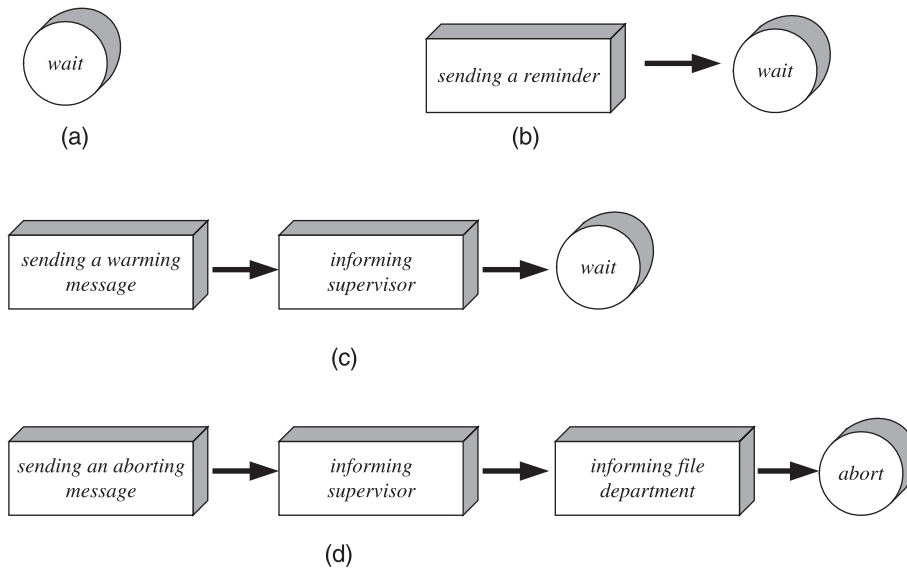 wait
(a)
sending a reminder
wait
(b)
sending a warming
message
informing
supervisor
wait
(c)
sending an aborting
message
informing
supervisor
informing file
department
abort
(d)